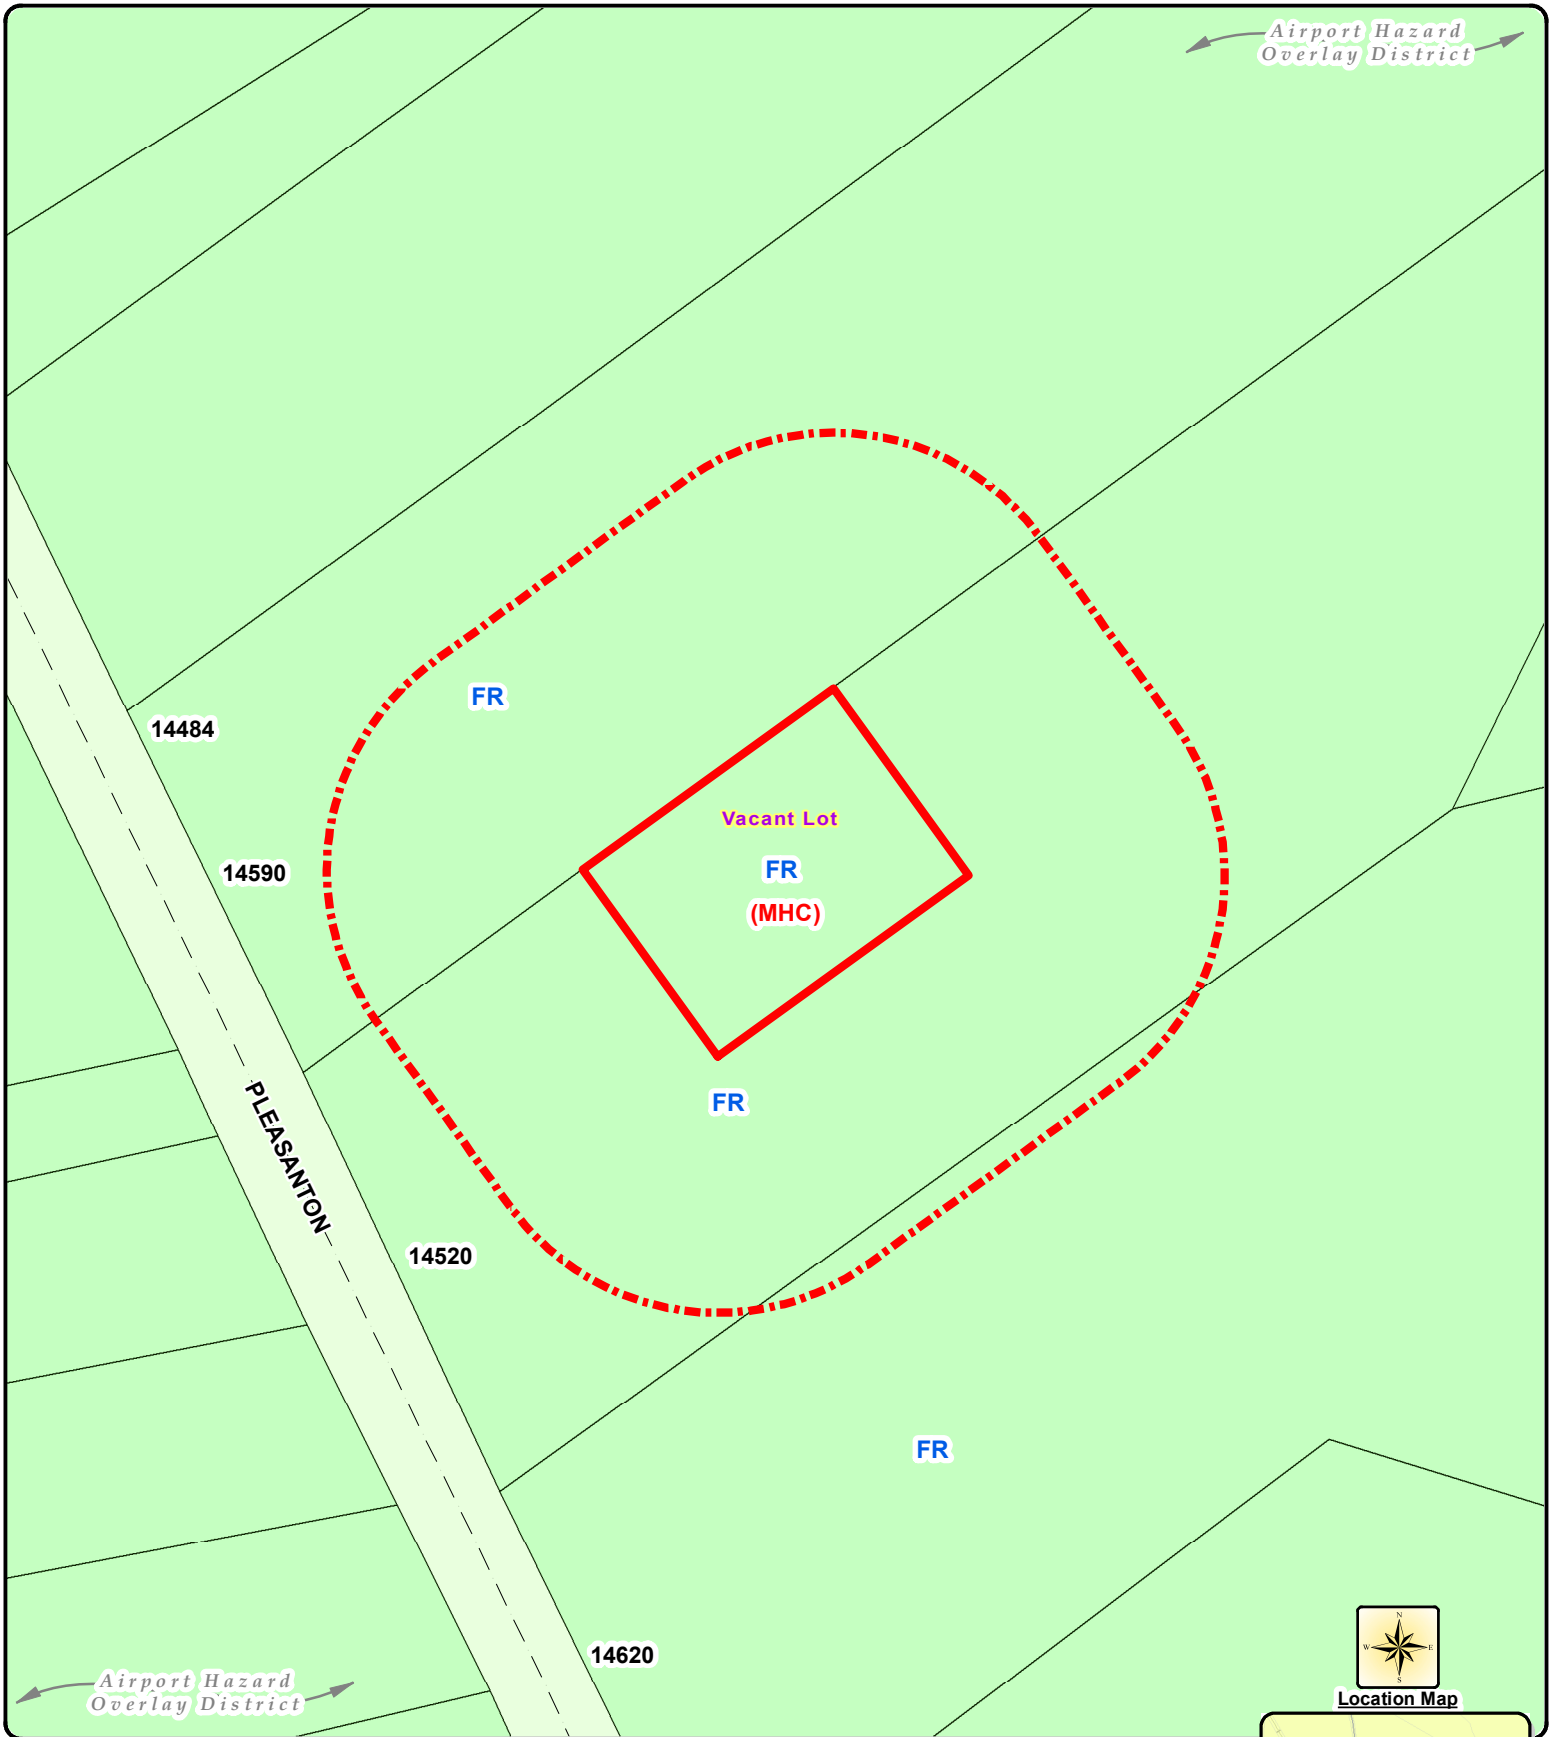 Airport Hazard
Overlay District
FR
14484
Vacant Lot
14590
FR
(MHC)
FR
PLEASANTON
14520
FR
14620
N
W
E
S
Airport Hazard
Overlay District
Location Map